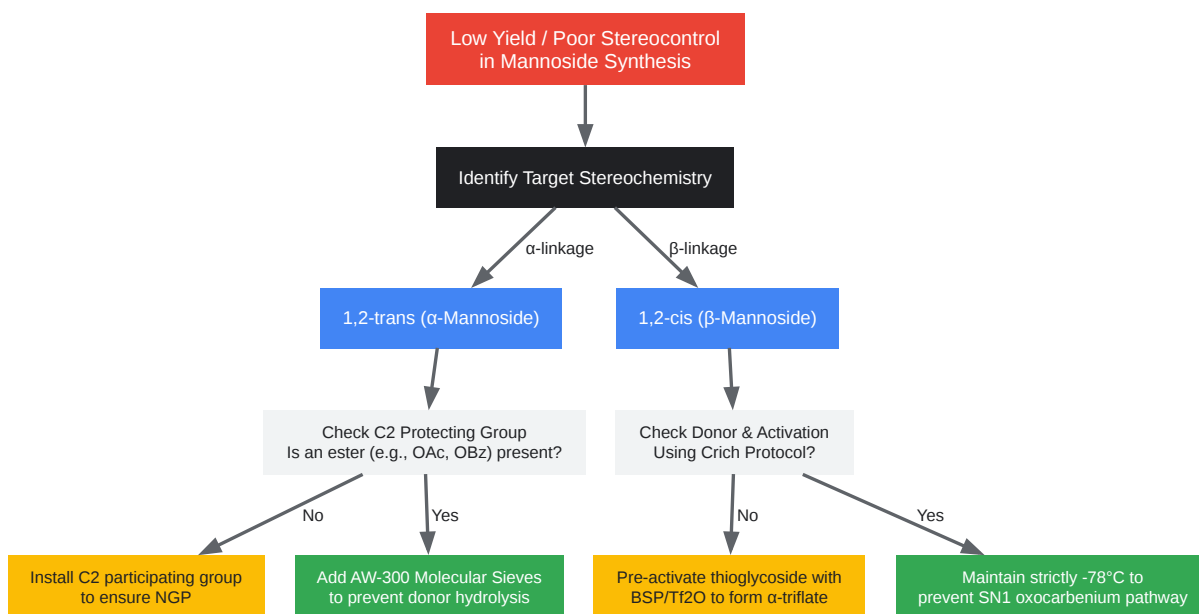 Low Yield / Poor Stereocontrol
in Mannoside Synthesis
Identify Target Stereochemistry
α-linkage
β-linkage
1,2-trans (α-Mannoside)
1,2-cis (β-Mannoside)
Check C2 Protecting Group
Is an ester (e.g., OAc, OBz) present?
Check Donor & Activation
Using Crich Protocol?
No
Yes
No
Yes
Install C2 participating group
to ensure NGP
Add AW-300 Molecular Sieves
to prevent donor hydrolysis
Pre-activate thioglycoside with
BSP/Tf2O to form α-triflate
Maintain strictly -78°C to
prevent SN1 oxocarbenium pathway